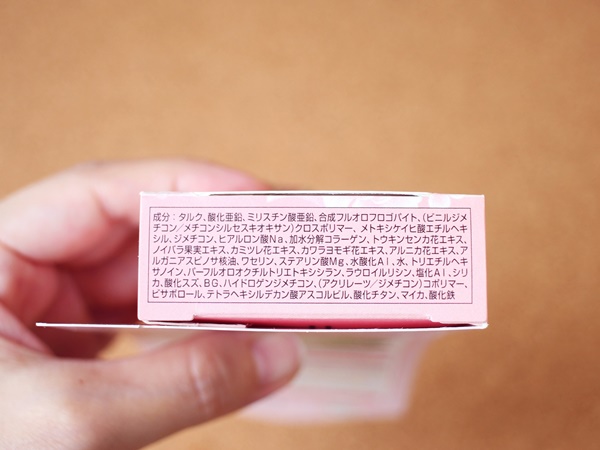 成分：タルク、酸化亜鉛、ミリスチン酸亜鉛、合成フルオロフロゴパイト、（ビニルジメ
チコン／メチコンシルセスキオキサン）クロスポリマー、メトキシケイヒ酸エチルヘキ
シル、ジメチコン、ヒアルロン酸Na、加水分解コラーゲン、トウキンセンカ花エキス、
ノイバラ果実エキス、カミツレ花エキス、カワラヨモギ花エキス、アルニカ花エキス、ア
ルガニアスピノサ核油、ワセリン、ステアリン酸Mg、水酸化Al、水、トリエチルヘキ
サノイン、パーフルオロオクチルトリエトキシシラン、ラウロイルリシン、塩化Al、シリ
カ、酸化スズ、BG、ハイドロゲンジメチコン、（アクリレーツ／ジメチコン）コポリマー、
ビサボロール、テトラヘキシルデカン酸アスコルビル、酸化チタン、マイカ、酸化鉄